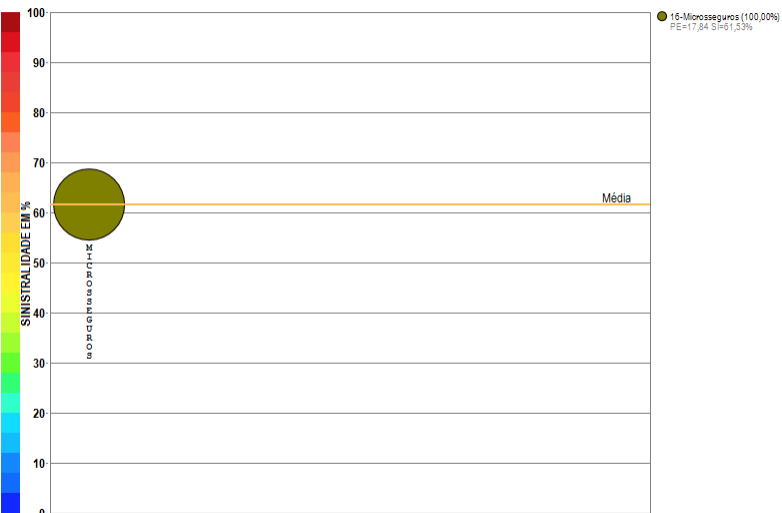 100
90
80
70
60
50
40
30
20
10
0
SINISTRALIDADE EM %
MICROSSEGUROS
Média
16-Microsseguros (100,00%)
PE=17,84 SI=61,53%